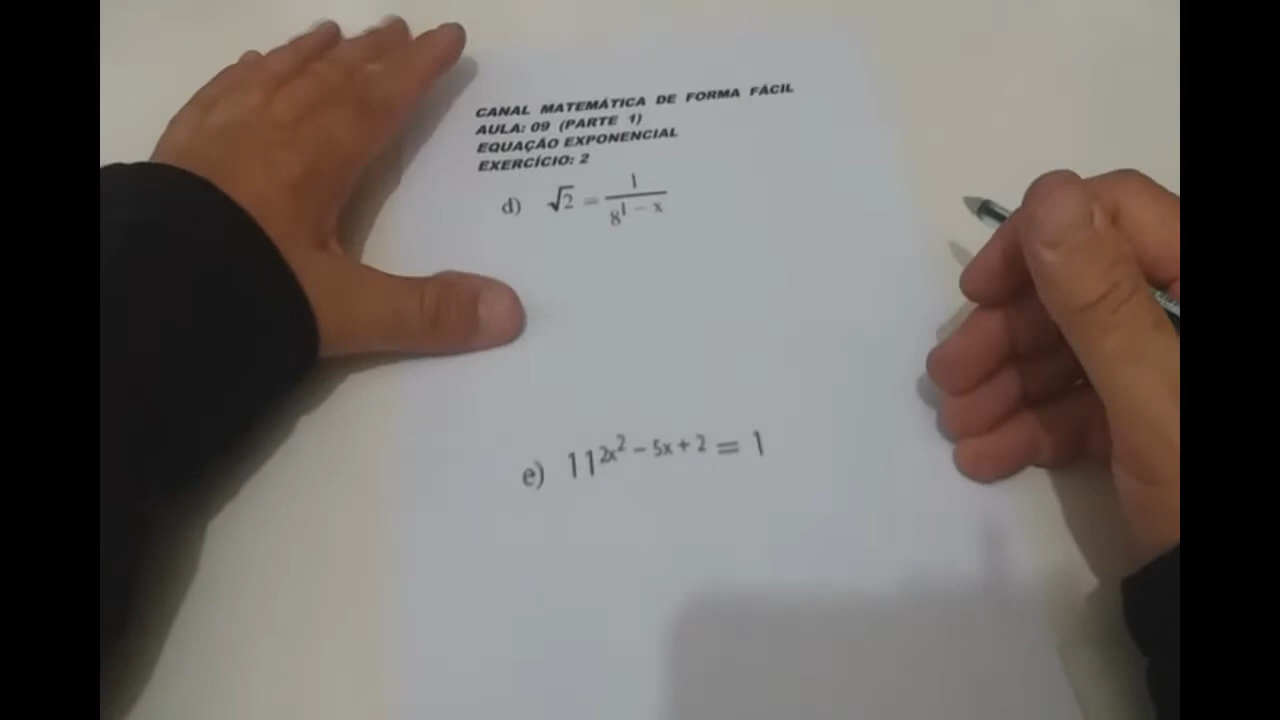 CANAL MATEMÁTICA DE FORMA FÁCIL
AULA: 09 (PARTE 1)
EQUAÇÃO EXPONENCIAL
EXERCÍCIO: 2
d) √2 = 1/8^(1 – x)
e) 11^(2x² – 5x + 2) = 1